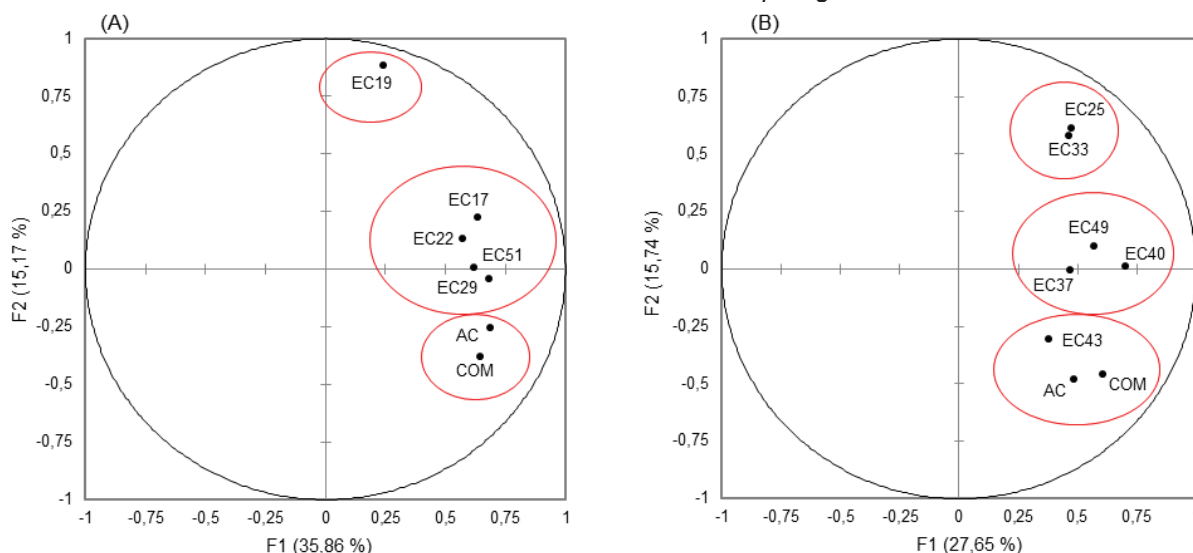 (A)
1
0,75
0,5
0,25
0
-0,25
-0,5
-0,75
-1
F2 (15,17 %)
EC19
EC17
EC22
EC51
EC29
AC
COM
-1 -0,75 -0,5 -0,25 0 0,25 0,5 0,75 1
F1 (35,86 %)
(B)
1
0,75
0,5
0,25
0
-0,25
-0,5
-0,75
-1
F2 (15,74 %)
EC25
EC33
EC49
EC40
EC37
EC43
AC
COM
-1 -0,75 -0,5 -0,25 0 0,25 0,5 0,75
F1 (27,65 %)